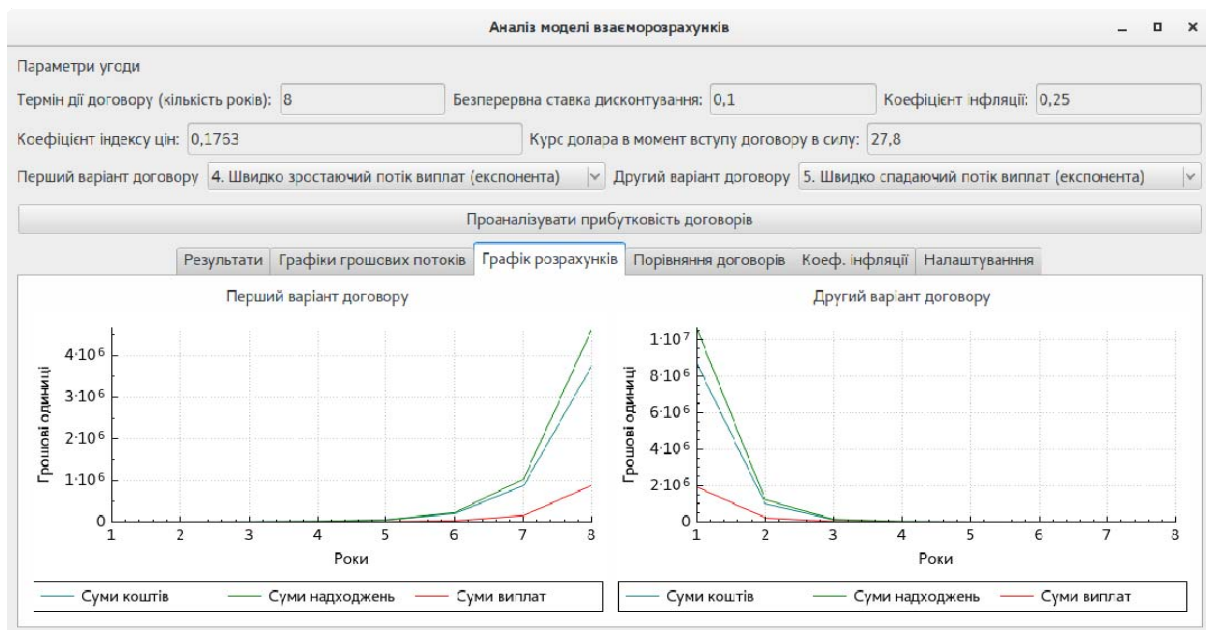 Аналіз моделі взаєморозрахунків
Параметри угоди
Термін дії договору (кількість років): 8 Безперервна ставка дисконтування: 0,1 Коефіцієнт інфляції: 0,25
Коефіцієнт індексу цін: 0,1763 Курс долара в момент вступу договору в силу: 27,8
Перший варіант договору 4. Швидко зростаючий потік виплат (експонента) Другий варіант договору 5. Швидко спадаючий потік виплат (експонента)
Проаналізувати прибутковість договорів
Результати Графіки грошових потоків Графік розрахунків Порівняння договорів Коеф. інфляції Налаштуванння
Перший варіант договору
Грошові одиниці
4·10⁶
3·10⁶
2·10⁶
1·10⁶
0
1 2 3 4 5 6 7 8
Роки
Суми коштів Суми надходжень Суми виплат
Другий варіант договору
Грошові одиниці
1·10⁷
8·10⁶
6·10⁶
4·10⁶
2·10⁶
0
1 2 3 4 5 6 7 8
Роки
Суми коштів Суми надходжень Суми виплат